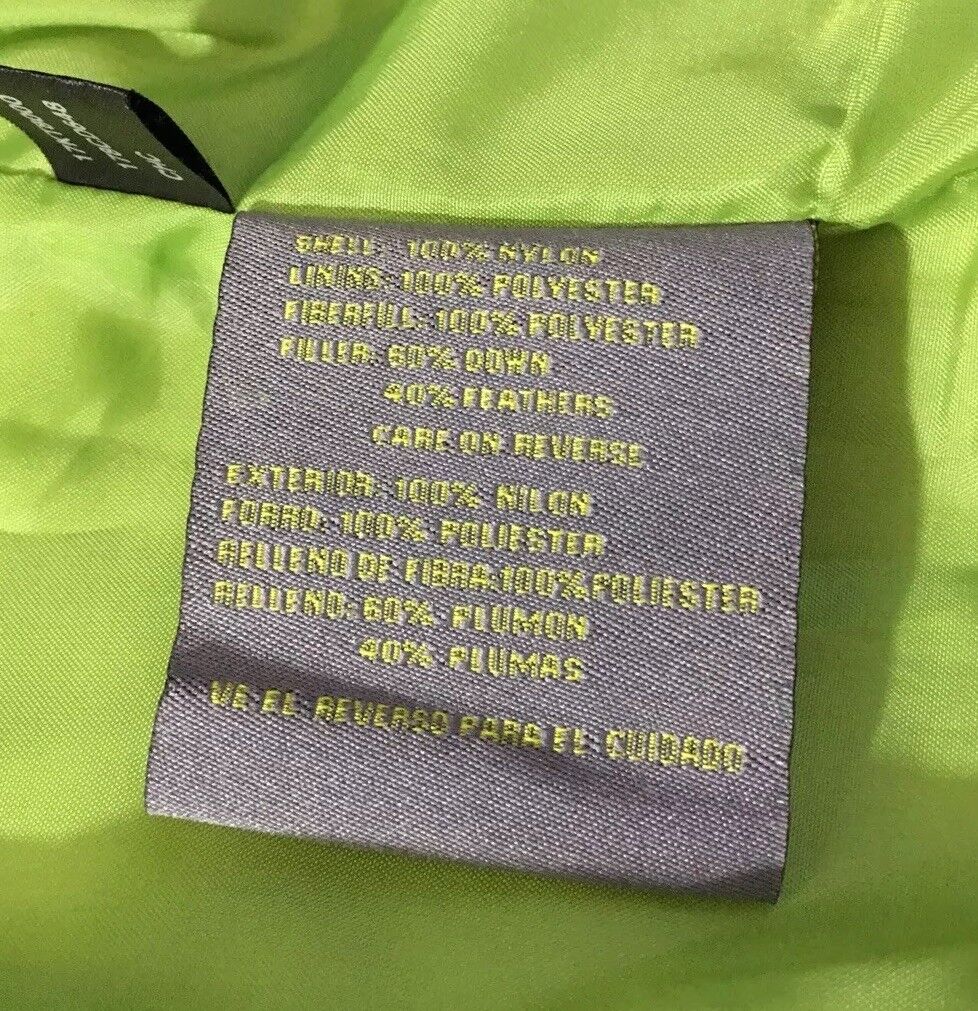 SHELL: 100% NYLON
LINING: 100% POLYESTER
FIBERFILL: 100% POLYESTER
FILLER: 60% DOWN
40% FEATHERS
CARE ON REVERSE
EXTERIOR: 100% NILON
FORRO: 100% POLIESTER
RELLENO DE FIBRA:100% POLIESTER
RELLENO: 60% PLUMON
40% PLUMAS
VE EL REVERSO PARA EL CUIDADO
CHC